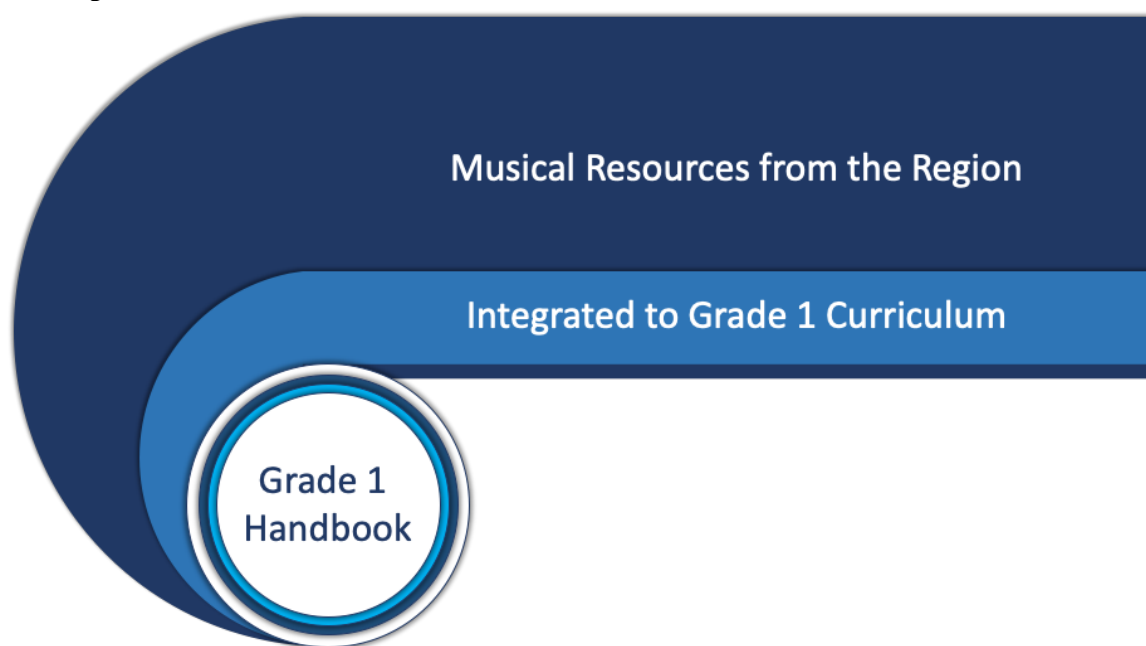 Musical Resources from the Region
Integrated to Grade 1 Curriculum
Grade 1
Handbook